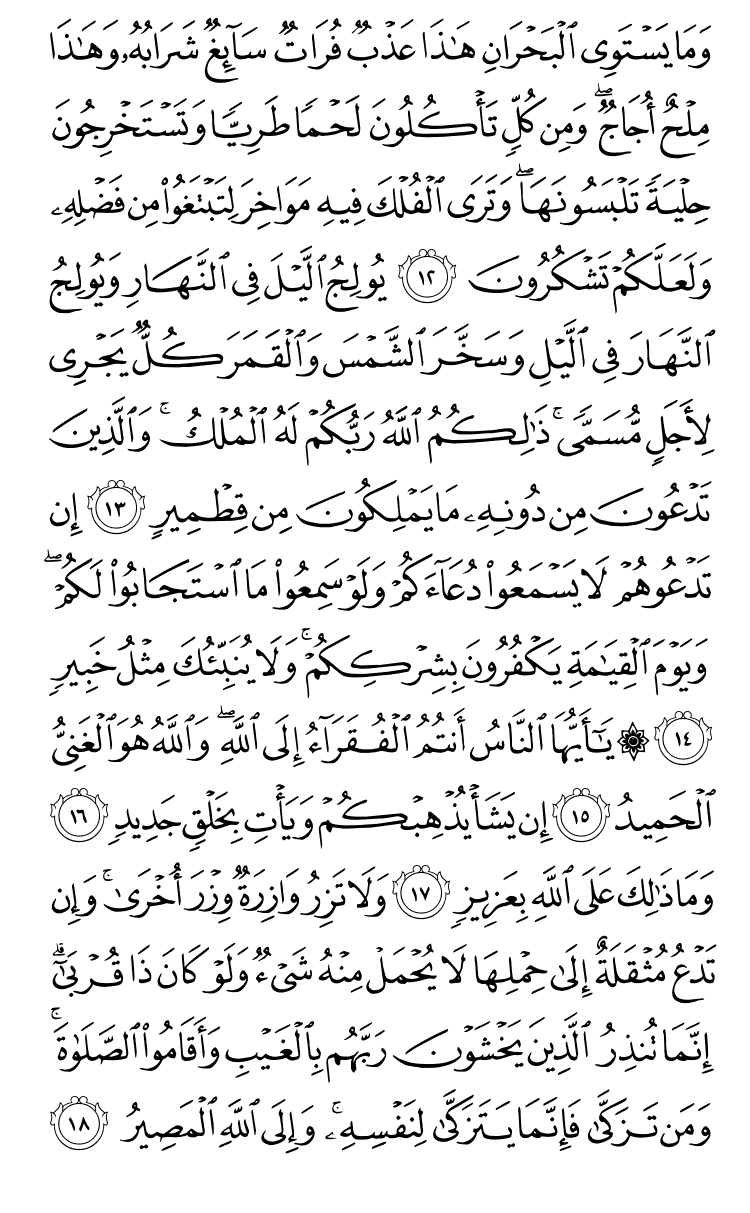 وَمَا يَسۡتَوِي ٱلۡبَحۡرَانِ هَٰذَا عَذۡبٞ فُرَاتٞ سَآئِغٞ شَرَابُهُۥ وَهَٰذَا
مِلۡحٌ أُجَاجٞۖ وَمِن كُلّٖ تَأۡكُلُونَ لَحۡمٗا طَرِيّٗا وَتَسۡتَخۡرِجُونَ
حِلۡيَةٗ تَلۡبَسُونَهَاۖ وَتَرَى ٱلۡفُلۡكَ فِيهِ مَوَاخِرَ لِتَبۡتَغُواْ مِن فَضۡلِهِۦ
وَلَعَلَّكُمۡ تَشۡكُرُونَ ١٢ يُولِجُ ٱلَّيۡلَ فِي ٱلنَّهَارِ وَيُولِجُ
ٱلنَّهَارَ فِي ٱلَّيۡلِ وَسَخَّرَ ٱلشَّمۡسَ وَٱلۡقَمَرَ كُلّٞ يَجۡرِي
لِأَجَلٖ مُّسَمّٗىۚ ذَٰلِكُمُ ٱللَّهُ رَبُّكُمۡ لَهُ ٱلۡمُلۡكُۚ وَٱلَّذِينَ
تَدۡعُونَ مِن دُونِهِۦ مَا يَمۡلِكُونَ مِن قِطۡمِيرٍ ١٣ إِن
تَدۡعُوهُمۡ لَا يَسۡمَعُواْ دُعَآءَكُمۡ وَلَوۡ سَمِعُواْ مَا ٱسۡتَجَابُواْ لَكُمۡۖ
وَيَوۡمَ ٱلۡقِيَٰمَةِ يَكۡفُرُونَ بِشِرۡكِكُمۡۚ وَلَا يُنَبِّئُكَ مِثۡلُ خَبِيرٖ
١٤ ۞ يَٰٓأَيُّهَا ٱلنَّاسُ أَنتُمُ ٱلۡفُقَرَآءُ إِلَى ٱللَّهِۖ وَٱللَّهُ هُوَ ٱلۡغَنِيُّ
ٱلۡحَمِيدُ ١٥ إِن يَشَأۡ يُذۡهِبۡكُمۡ وَيَأۡتِ بِخَلۡقٖ جَدِيدٖ ١٦
وَمَا ذَٰلِكَ عَلَى ٱللَّهِ بِعَزِيزٖ ١٧ وَلَا تَزِرُ وَازِرَةٞ وِزۡرَ أُخۡرَىٰۚ وَإِن
تَدۡعُ مُثۡقَلَةٌ إِلَىٰ حِمۡلِهَا لَا يُحۡمَلۡ مِنۡهُ شَيۡءٞ وَلَوۡ كَانَ ذَا قُرۡبَىٰٓۗ
إِنَّمَا تُنذِرُ ٱلَّذِينَ يَخۡشَوۡنَ رَبَّهُم بِٱلۡغَيۡبِ وَأَقَامُواْ ٱلصَّلَوٰةَۚ
وَمَن تَزَكَّىٰ فَإِنَّمَا يَتَزَكَّىٰ لِنَفۡسِهِۦۚ وَإِلَى ٱللَّهِ ٱلۡمَصِيرُ ١٨